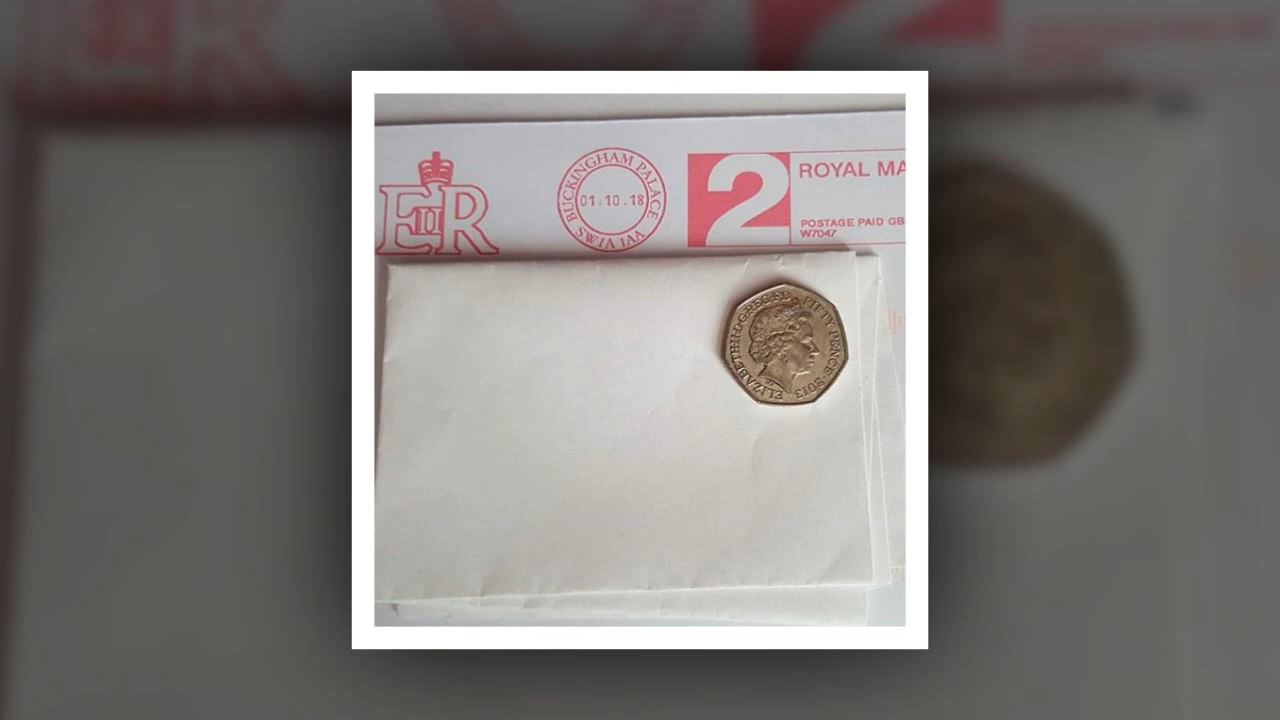 EIIR
BUCKINGHAM PALACE
01.10.18
SW1A 1AA
2
ROYAL MA
POSTAGE PAID GB
W7047
ELIZABETH·II·D·G·REG·F·D·
FIFTY PENCE·2013